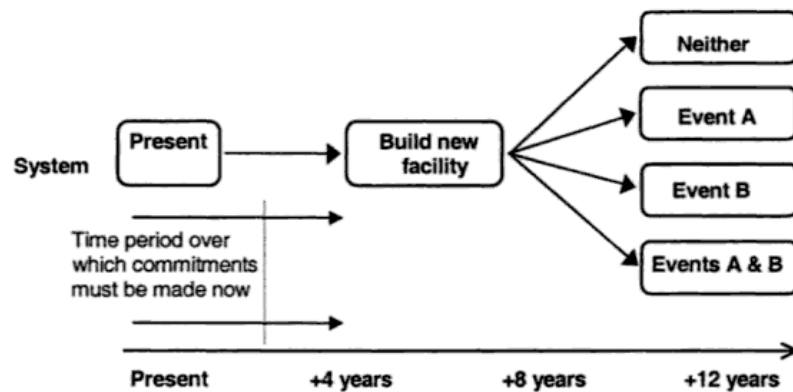 Neither
Present
Build new
facility
Event A
System
Event B
Time period over
which commitments
must be made now
Events A & B
Present +4 years +8 years +12 years